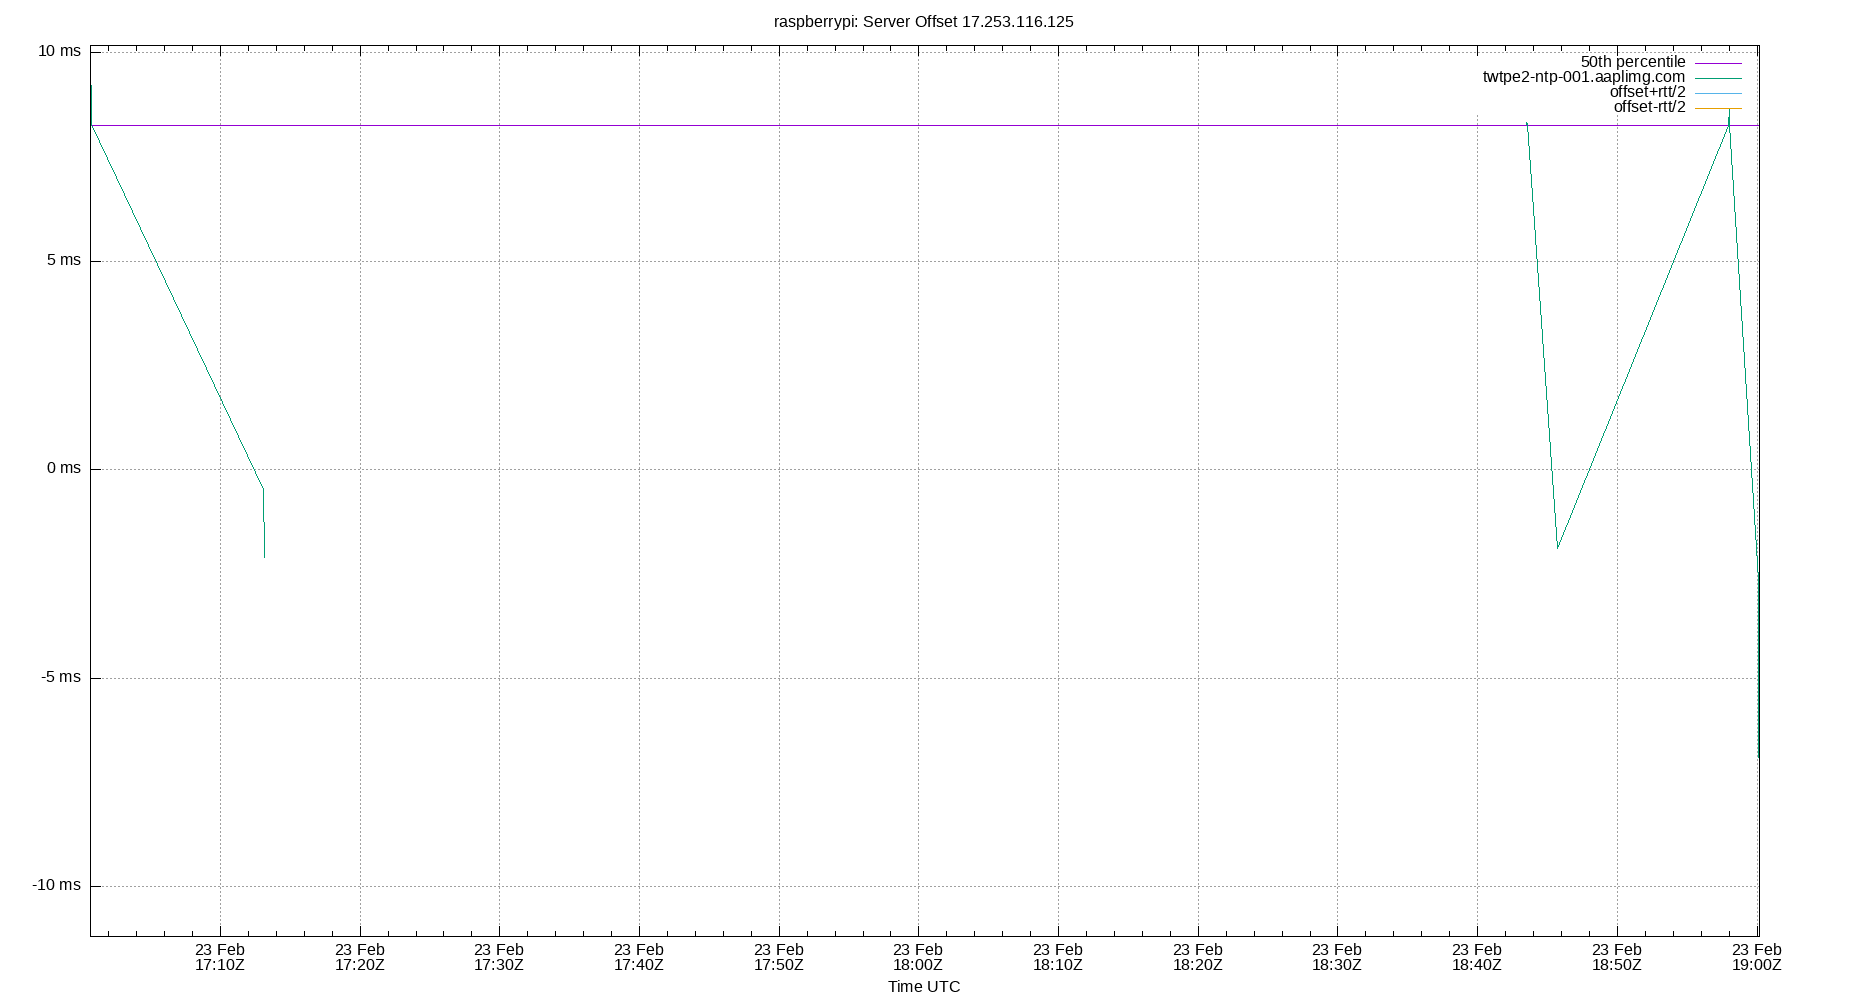 raspberrypi: Server Offset 17.253.116.125
10 ms
5 ms
0 ms
-5 ms
-10 ms
50th percentile
twtpe2-ntp-001.aaplimg.com
offset+rtt/2
offset-rtt/2
23 Feb 23 Feb 23 Feb 23 Feb 23 Feb 23 Feb 23 Feb 23 Feb 23 Feb 23 Feb 23 Feb 23 Feb
17:10Z 17:20Z 17:30Z 17:40Z 17:50Z 18:00Z 18:10Z 18:20Z 18:30Z 18:40Z 18:50Z 19:00Z
Time UTC